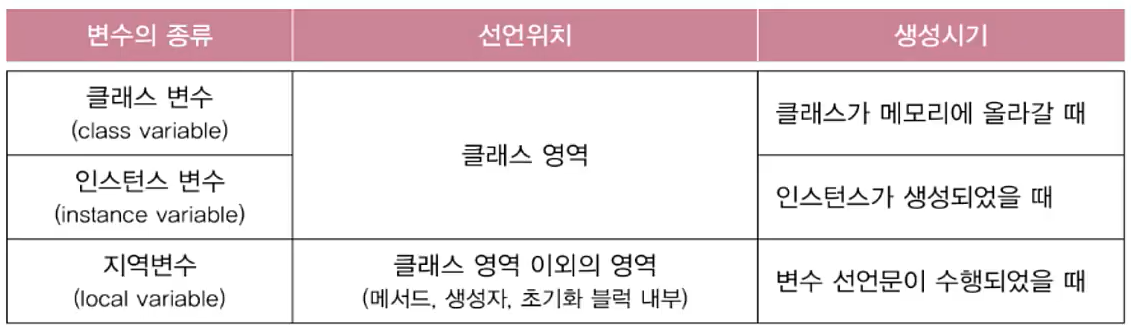 변수의 종류
선언위치
생성시기
클래스 변수
(class variable)
클래스 영역
클래스가 메모리에 올라갈 때
인스턴스 변수
(instance variable)
인스턴스가 생성되었을 때
지역변수
(local variable)
클래스 영역 이외의 영역
(메서드, 생성자, 초기화 블럭 내부)
변수 선언문이 수행되었을 때